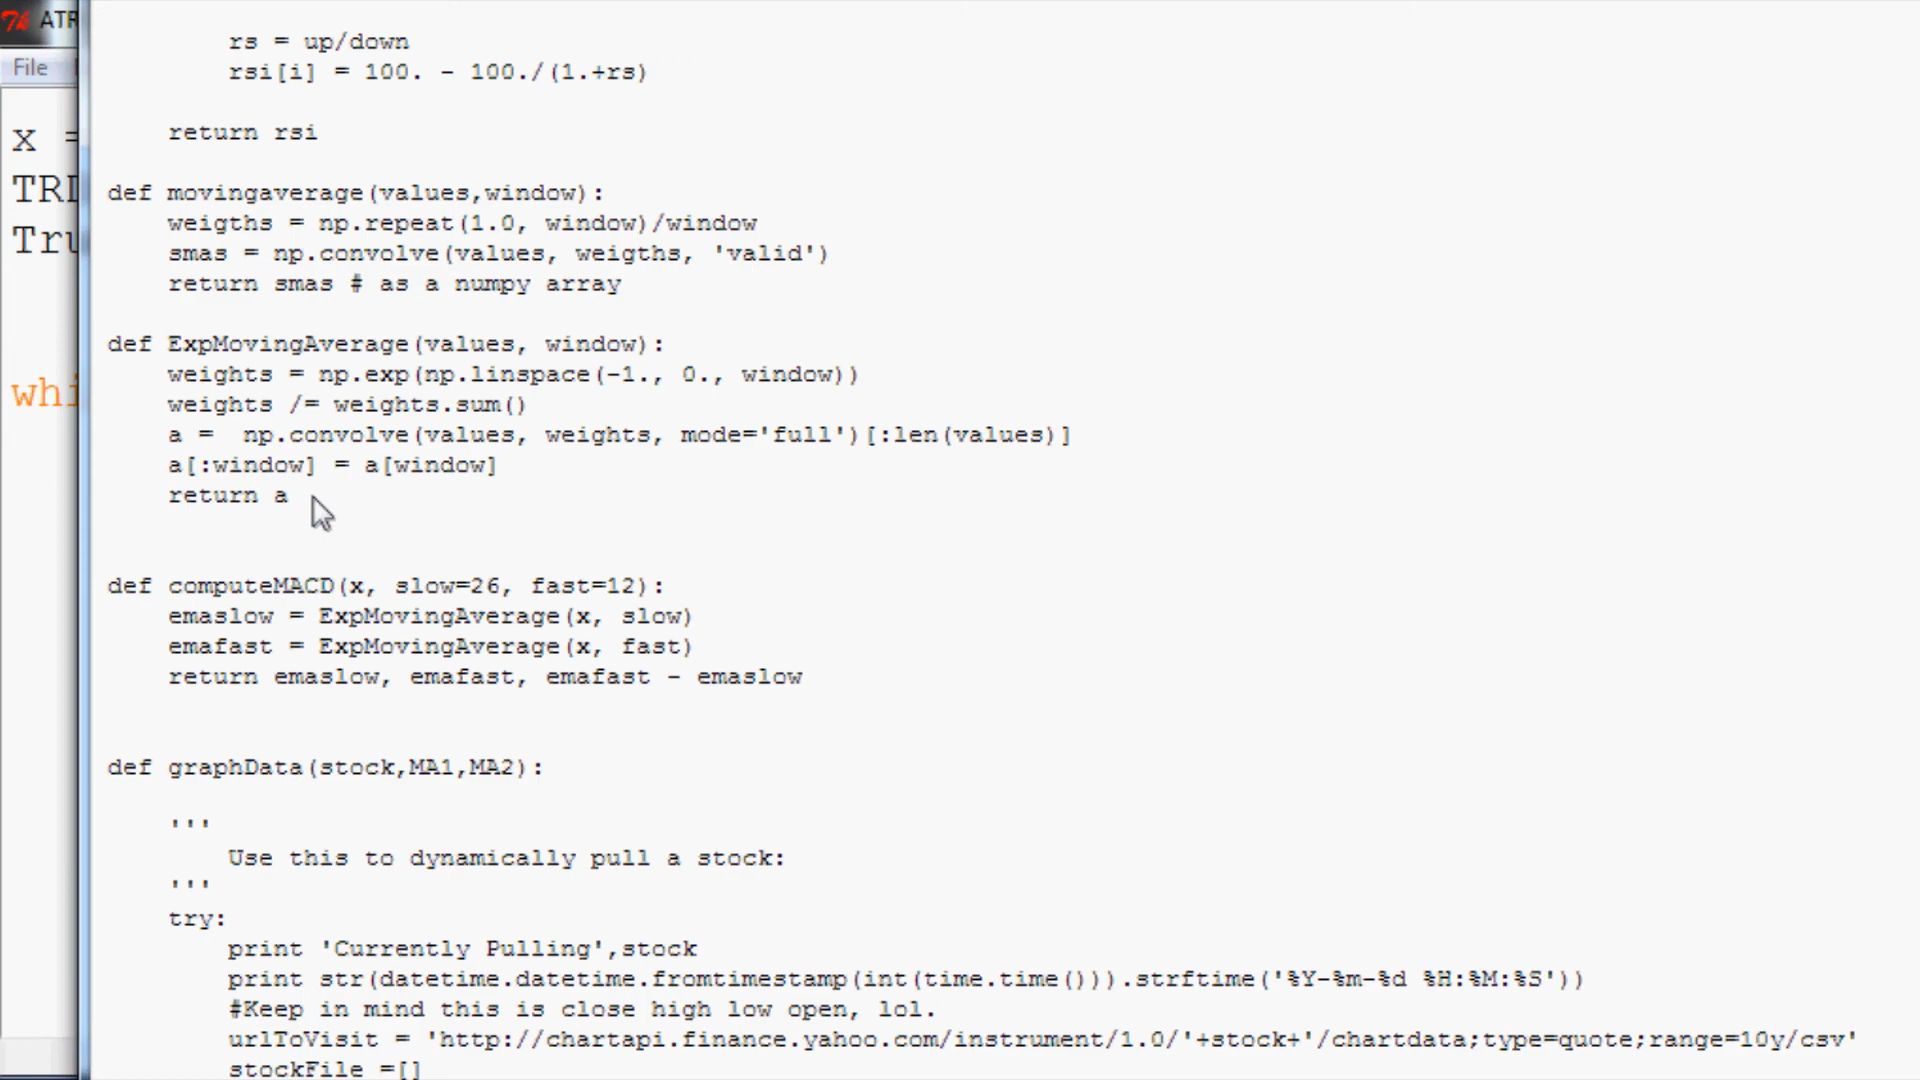 ATR
File
x =
TRD
Tru
whi
rs = up/down
rsi[i] = 100. - 100./(1.+rs)
return rsi
def movingaverage(values,window):
weigths = np.repeat(1.0, window)/window
smas = np.convolve(values, weigths, 'valid')
return smas # as a numpy array
def ExpMovingAverage(values, window):
weights = np.exp(np.linspace(-1., 0., window))
weights /= weights.sum()
a =  np.convolve(values, weights, mode='full')[:len(values)]
a[:window] = a[window]
return a
def computeMACD(x, slow=26, fast=12):
emaslow = ExpMovingAverage(x, slow)
emafast = ExpMovingAverage(x, fast)
return emaslow, emafast, emafast - emaslow
def graphData(stock,MA1,MA2):
'''
Use this to dynamically pull a stock:
'''
try:
print 'Currently Pulling',stock
print str(datetime.datetime.fromtimestamp(int(time.time())).strftime('%Y-%m-%d %H:%M:%S'))
#Keep in mind this is close high low open, lol.
urlToVisit = 'http://chartapi.finance.yahoo.com/instrument/1.0/'+stock+'/chartdata;type=quote;range=10y/csv'
stockFile =[]